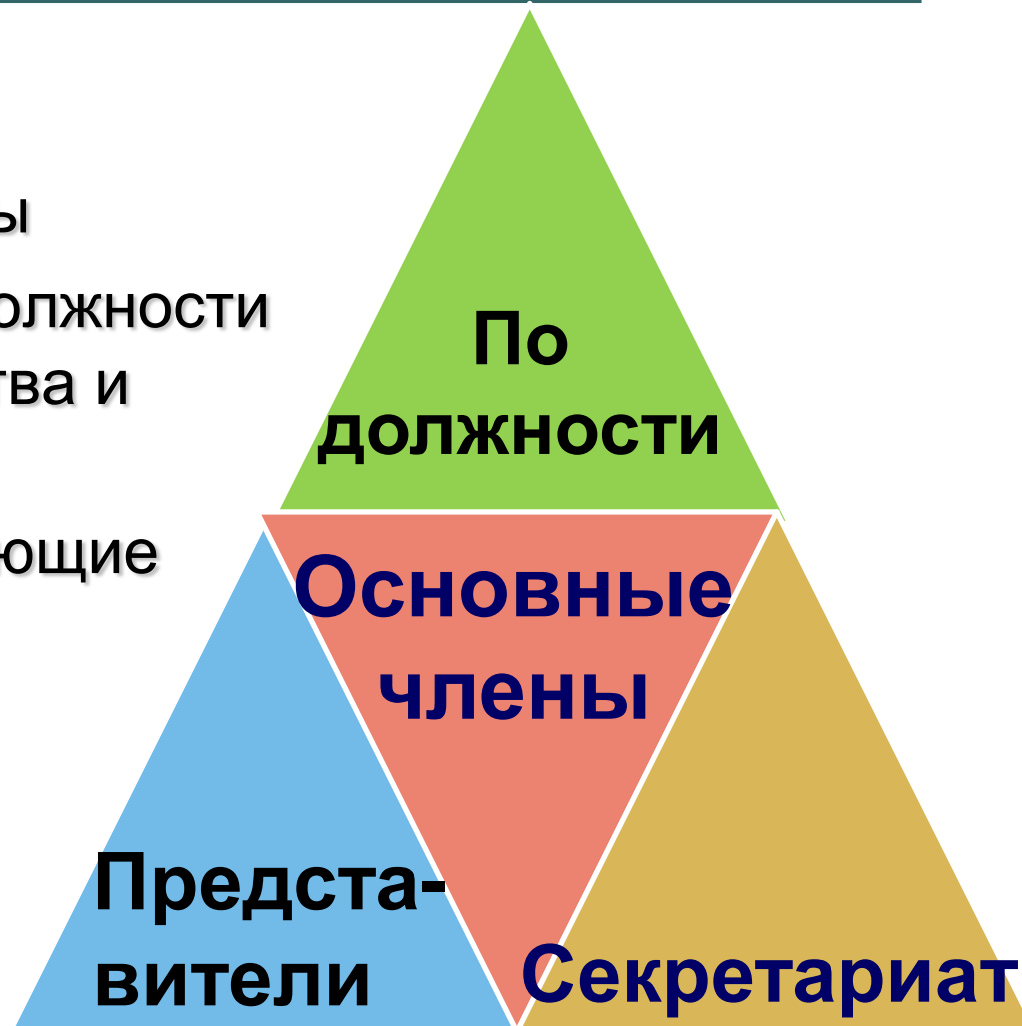 ы
олжности
тва и
ющие
По
должности
Основные
члены
Предста-
вители
Секретариат